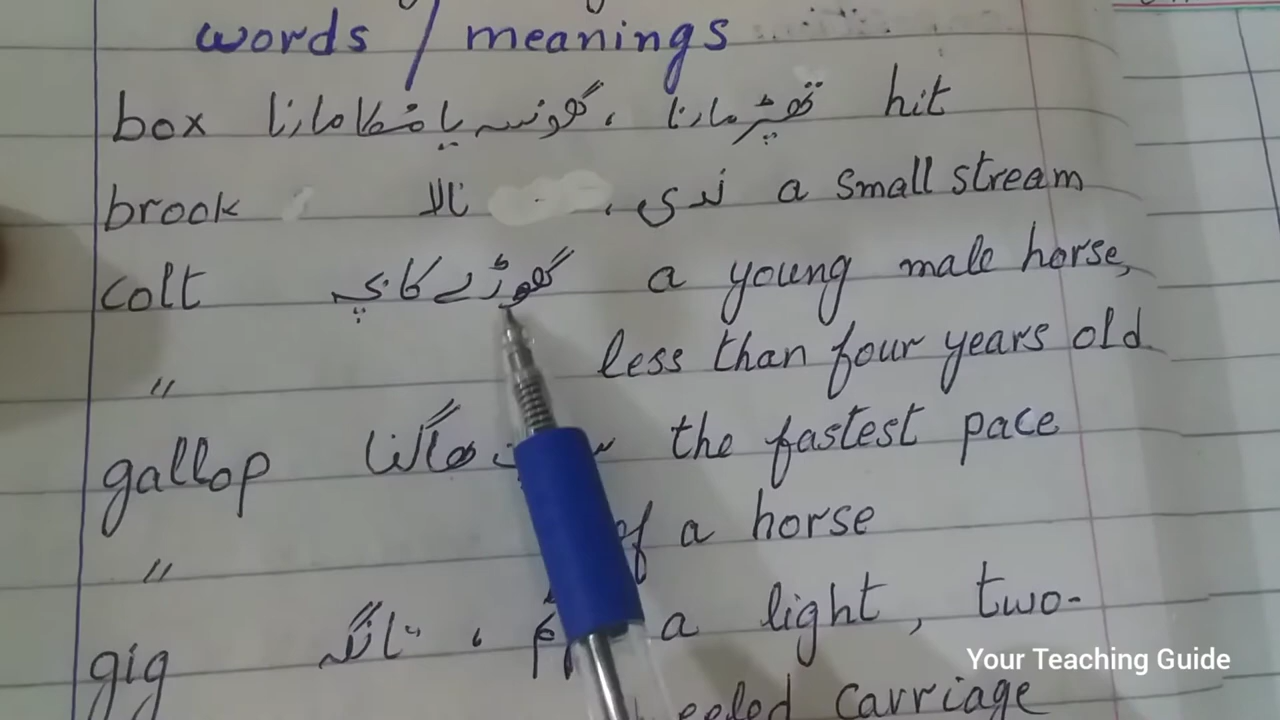 words / meanings
box تھپڑ مارنا ، گھونسہ یا مکا مارنا hit
brook ندی ، نالا a small stream
colt گھوڑے کا بچہ a young male horse,
" less than four years old
gallop بھاگنا the fastest pace
" of a horse
gig ، تانگہ a light, two-
carriage
Your Teaching Guide